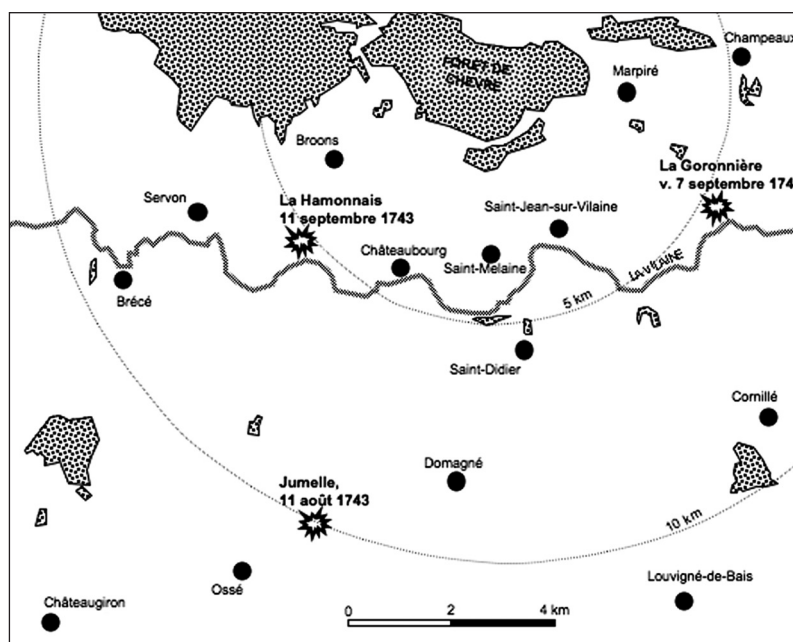 Champeaux
FORET DE
CHEVRE
Marpiré
Broons
La Goronnière
v. 7 septembre 174
Servon
La Hamonnais
11 septembre 1743
Saint-Jean-sur-Vilaine
Châteaubourg
Saint-Melaine
LA VILAINE
Brécé
5 km
Saint-Didier
Cornillé
Domagné
Jumelle,
11 août 1743
10 km
Ossé
Louvigné-de-Bais
Châteaugiron
0 2 4 km